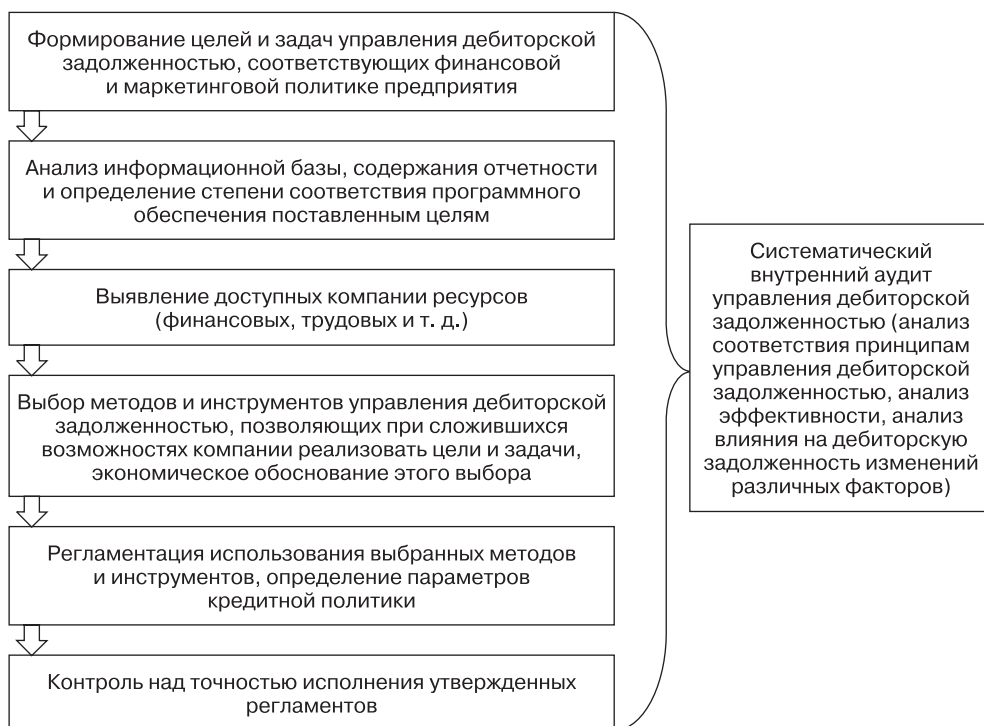 Формирование целей и задач управления дебиторской
задолженностью, соответствующих финансовой
и маркетинговой политике предприятия
Анализ информационной базы, содержания отчетности
и определение степени соответствия программного
обеспечения поставленным целям
Выявление доступных компании ресурсов
(финансовых, трудовых и т. д.)
Выбор методов и инструментов управления дебиторской
задолженностью, позволяющих при сложившихся
возможностях компании реализовать цели и задачи,
экономическое обоснование этого выбора
Регламентация использования выбранных методов
и инструментов, определение параметров
кредитной политики
Контроль над точностью исполнения утвержденных
регламентов
Систематический
внутренний аудит
управления дебиторской
задолженностью (анализ
соответствия принципам
управления дебиторской
задолженностью, анализ
эффективности, анализ
влияния на дебиторскую
задолженность изменений
различных факторов)